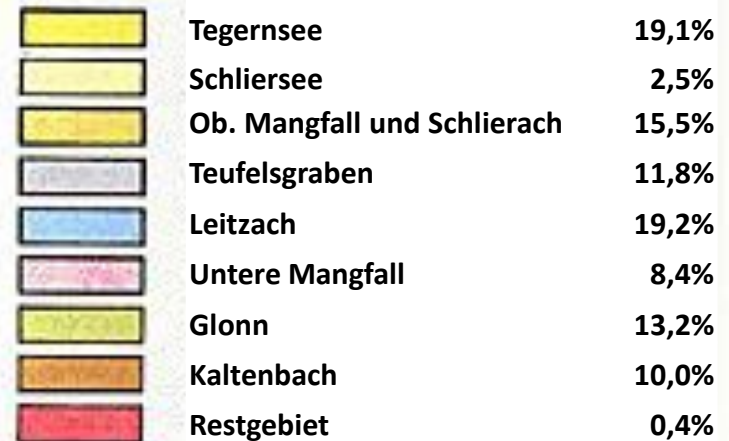 Tegernsee 19,1%
Schliersee 2,5%
Ob. Mangfall und Schlierach 15,5%
Teufelsgraben 11,8%
Leitzach 19,2%
Untere Mangfall 8,4%
Glonn 13,2%
Kaltenbach 10,0%
Restgebiet 0,4%